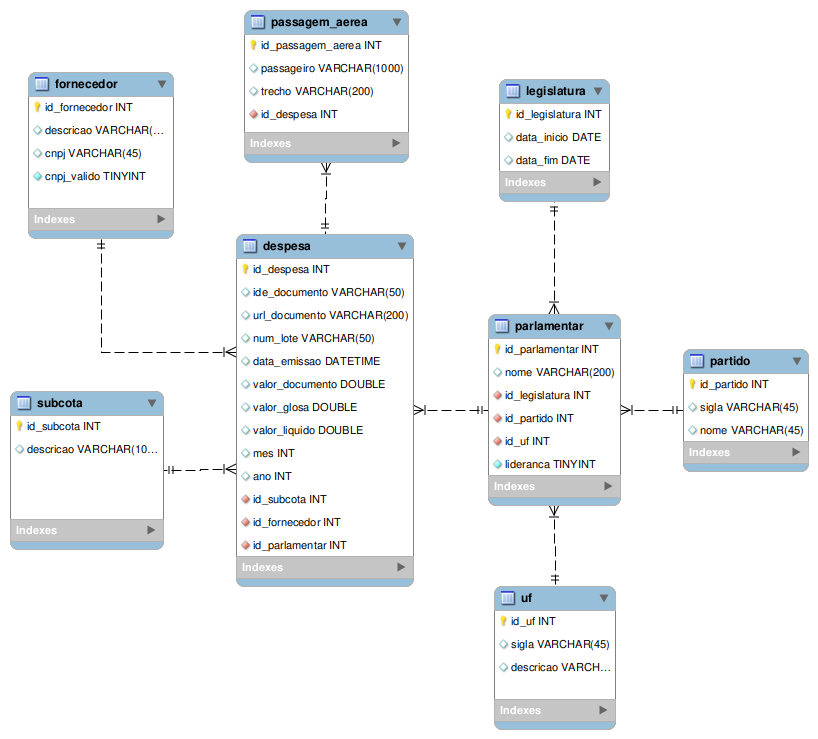 passagem_aerea
id_passagem_aerea INT
passageiro VARCHAR(1000)
trecho VARCHAR(200)
id_despesa INT
Indexes
fornecedor
id_fornecedor INT
descricao VARCHAR(...
cnpj VARCHAR(45)
cnpj_valido TINYINT
Indexes
legislatura
id_legislatura INT
data_inicio DATE
data_fim DATE
Indexes
despesa
id_despesa INT
ide_documento VARCHAR(50)
url_documento VARCHAR(200)
num_lote VARCHAR(50)
data_emissao DATETIME
valor_documento DOUBLE
valor_glosa DOUBLE
valor_liquido DOUBLE
mes INT
ano INT
id_subcota INT
id_fornecedor INT
id_parlamentar INT
Indexes
parlamentar
id_parlamentar INT
nome VARCHAR(200)
id_legislatura INT
id_partido INT
id_uf INT
lideranca TINYINT
Indexes
partido
id_partido INT
sigla VARCHAR(45)
nome VARCHAR(45)
Indexes
subcota
id_subcota INT
descricao VARCHAR(10...
Indexes
uf
id_uf INT
sigla VARCHAR(45)
descricao VARCH...
Indexes